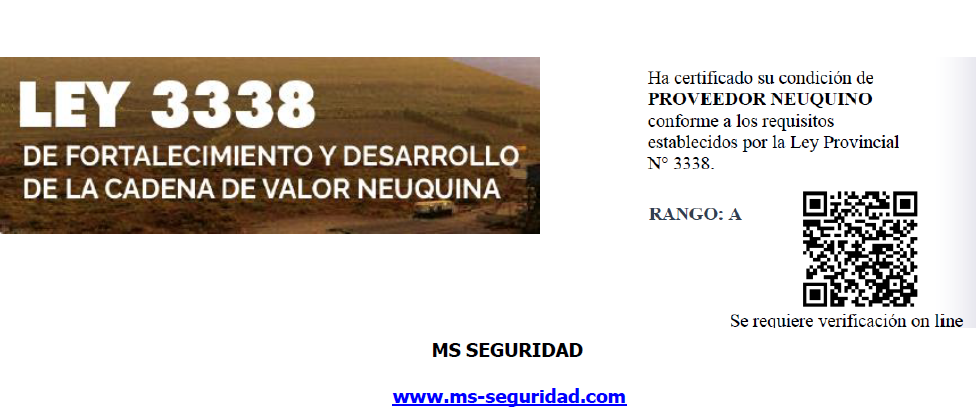 LEY 3338
DE FORTALECIMIENTO Y DESARROLLO
DE LA CADENA DE VALOR NEUQUINA
Ha certificado su condición de
PROVEEDOR NEUQUINO
conforme a los requisitos
establecidos por la Ley Provincial
N° 3338.
RANGO: A
Se requiere verificación on line
MS SEGURIDAD
www.ms-seguridad.com